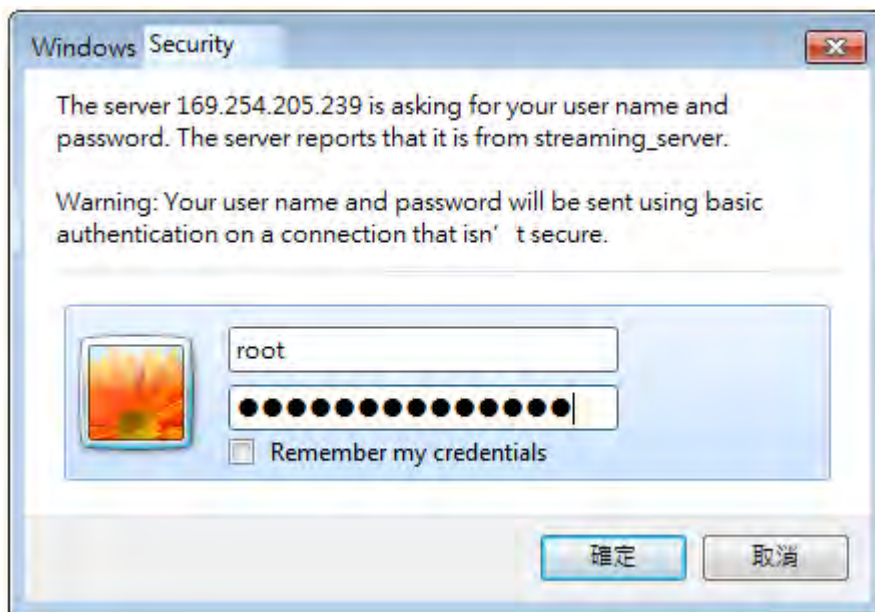 Windows Security
The server 169.254.205.239 is asking for your user name and
password. The server reports that it is from streaming_server.
Warning: Your user name and password will be sent using basic
authentication on a connection that isn’ t secure.
root
●●●●●●●●●●●●●●
Remember my credentials
確定 取消